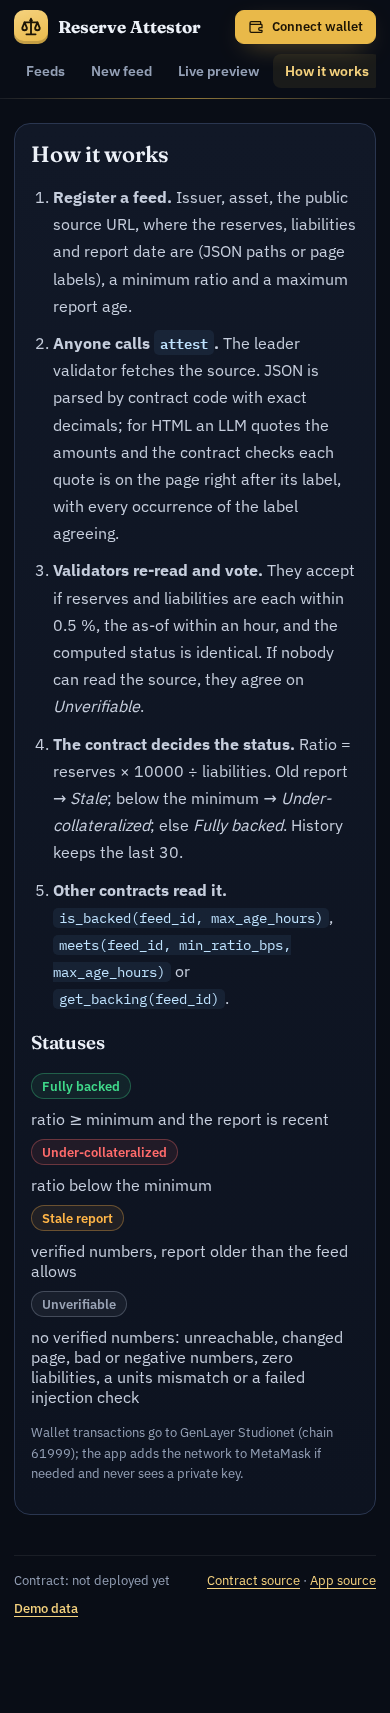 Reserve Attestor
Connect wallet
Feeds New feed Live preview How it works
How it works
1. Register a feed. Issuer, asset, the public
source URL, where the reserves, liabilities
and report date are (JSON paths or page
labels), a minimum ratio and a maximum
report age.
2. Anyone calls attest. The leader
validator fetches the source. JSON is
parsed by contract code with exact
decimals; for HTML an LLM quotes the
amounts and the contract checks each
quote is on the page right after its label,
with every occurrence of the label
agreeing.
3. Validators re-read and vote. They accept
if reserves and liabilities are each within
0.5 %, the as-of within an hour, and the
computed status is identical. If nobody
can read the source, they agree on
Unverifiable.
4. The contract decides the status. Ratio =
reserves × 10000 ÷ liabilities. Old report
→ Stale; below the minimum → Under-
collateralized; else Fully backed. History
keeps the last 30.
5. Other contracts read it.
is_backed(feed_id, max_age_hours),
meets(feed_id, min_ratio_bps,
max_age_hours) or
get_backing(feed_id).
Statuses
Fully backed
ratio ≥ minimum and the report is recent
Under-collateralized
ratio below the minimum
Stale report
verified numbers, report older than the feed
allows
Unverifiable
no verified numbers: unreachable, changed
page, bad or negative numbers, zero
liabilities, a units mismatch or a failed
injection check
Wallet transactions go to GenLayer Studionet (chain
61999); the app adds the network to MetaMask if
needed and never sees a private key.
Contract: not deployed yet
Contract source · App source
Demo data